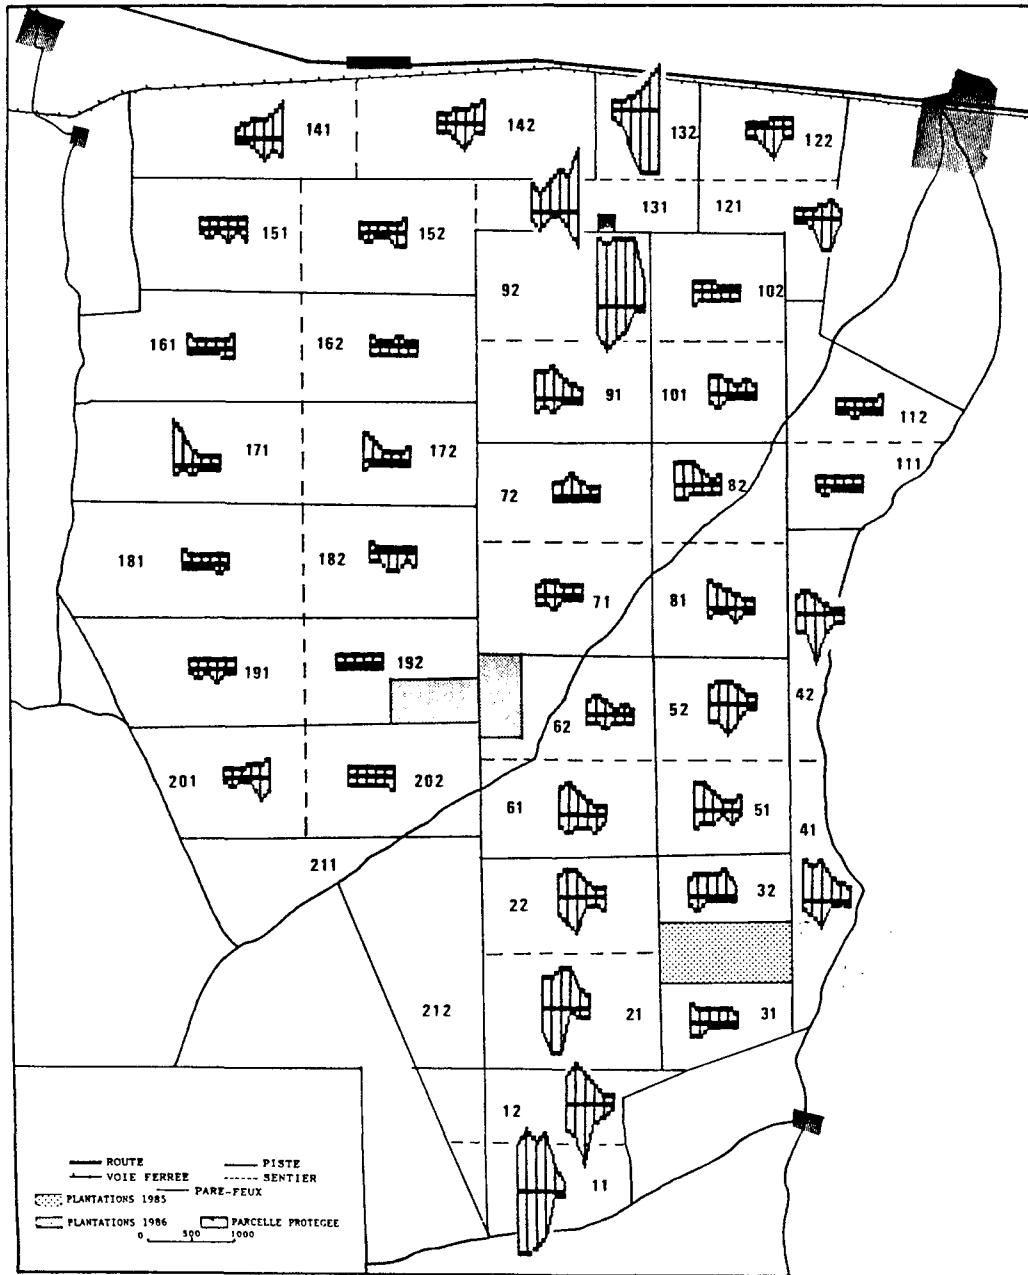 141 142 132 122
131 121
151 152
92 102
161 162
91 101 112
171 172 111
72 82
181 182
71 81
191 192 42
62 52
201 202
61 51 41
211
22 32
212 21 31
12
11
ROUTE PISTE
VOIE FERREE SENTIER
PARE-FEUX
PLANTATIONS 1985
PLANTATIONS 1986 PARCELLE PROTEGEE
0 500 1000